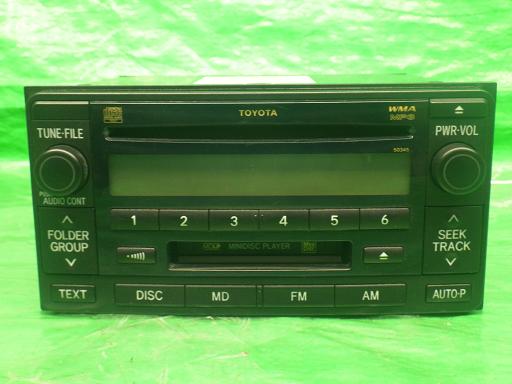 TOYOTA
WMA
MP3
TUNE·FILE
PWR·VOL
50345
AUDIO CONT
1 2 3 4 5 6
FOLDER
GROUP
SEEK
TRACK
MINIDISC PLAYER
TEXT DISC MD FM AM AUTO·P